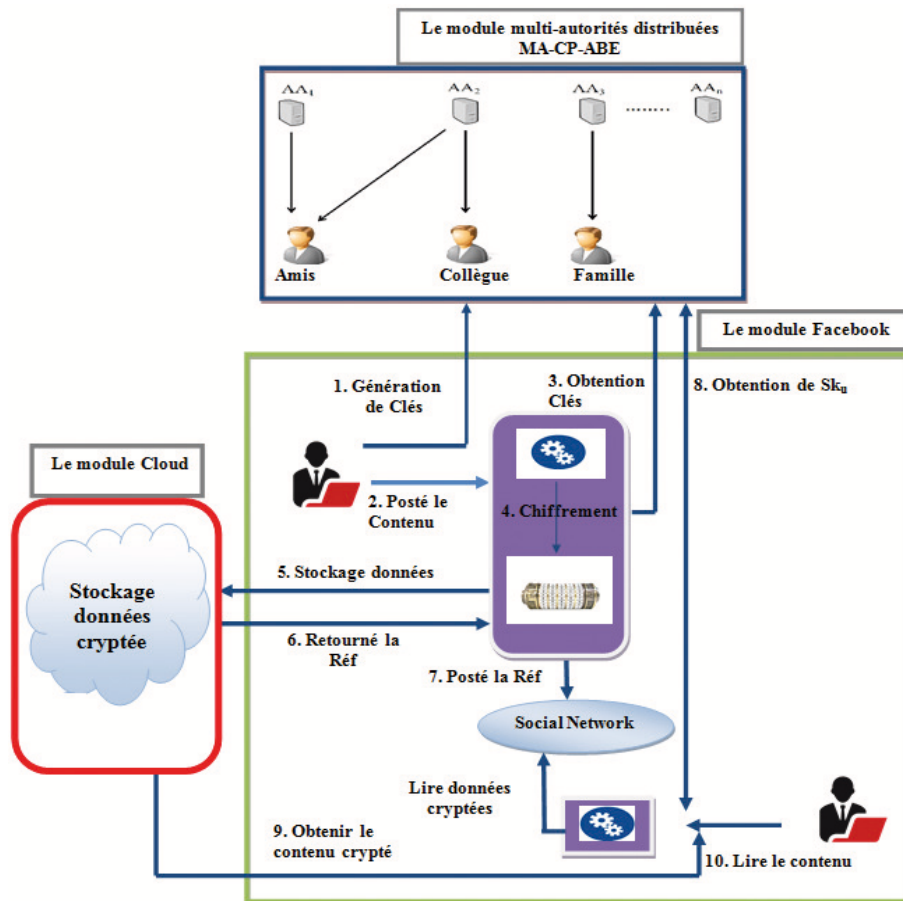 Le module multi-autorités distribuées
MA-CP-ABE
AA1
AA2
AA3
........
AAn
Amis
Collègue
Famille
Le module Facebook
1. Génération
de Clés
3. Obtention
Clés
8. Obtention de Sku
Le module Cloud
2. Posté le
Contenu
4. Chiffrement
5. Stockage données
Stockage
données
cryptée
6. Retourné la
Réf
7. Posté la Réf
Social Network
Lire données
cryptées
9. Obtenir le
contenu crypté
10. Lire le contenu